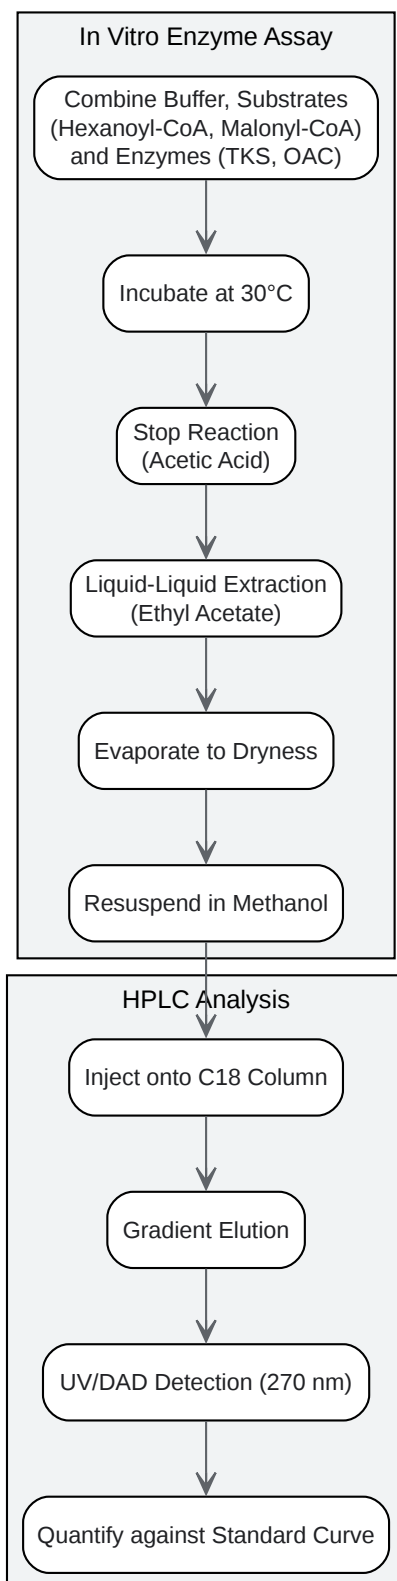 In Vitro Enzyme Assay
Combine Buffer, Substrates
(Hexanoyl-CoA, Malonyl-CoA)
and Enzymes (TKS, OAC)
Incubate at 30°C
Stop Reaction
(Acetic Acid)
Liquid-Liquid Extraction
(Ethyl Acetate)
Evaporate to Dryness
Resuspend in Methanol
HPLC Analysis
Inject onto C18 Column
Gradient Elution
UV/DAD Detection (270 nm)
Quantify against Standard Curve